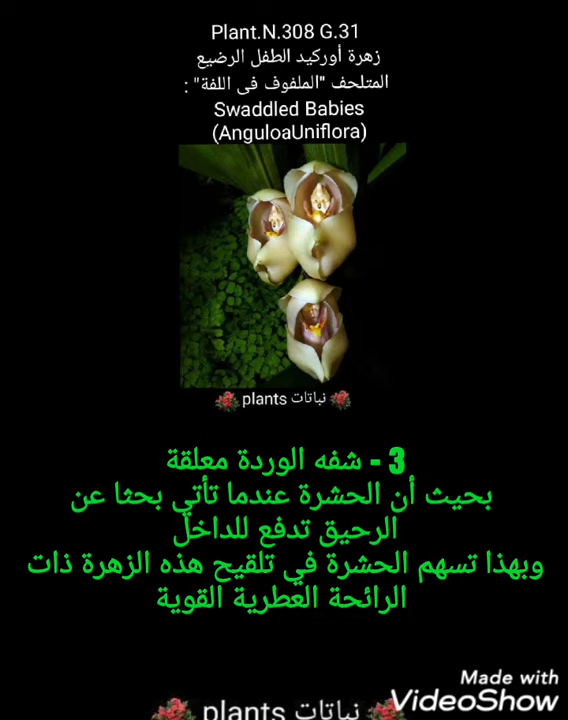 Plant.N.308 G.31
زهرة أوركيد الطفل الرضيع
المتلحف "الملفوف فى اللفة" :
Swaddled Babies
(AnguloaUniflora)
نباتات plants
3 - شفه الوردة معلقة
بحيث أن الحشرة عندما تأتي بحثا عن
الرحيق تدفع للداخل
وبهذا تسهم الحشرة في تلقيح هذه الزهرة ذات
الرائحة العطرية القوية
Made with
VideoShow
نباتات plants